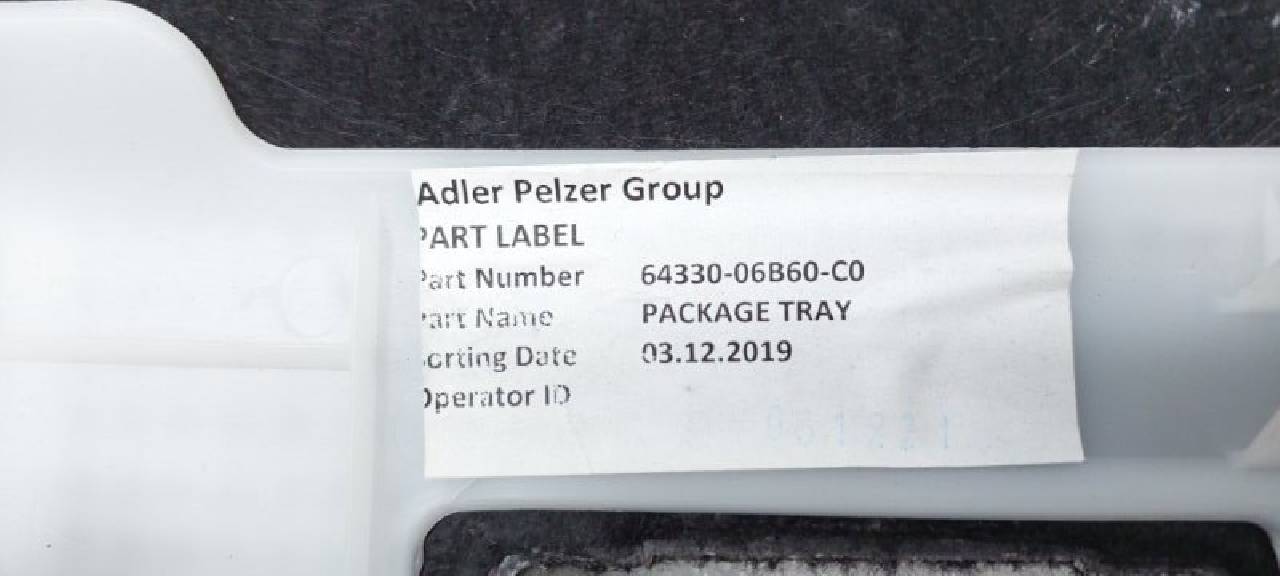 Adler Pelzer Group
PART LABEL
Part Number 64330-06B60-C0
Part Name PACKAGE TRAY
Sorting Date 03.12.2019
Operator ID